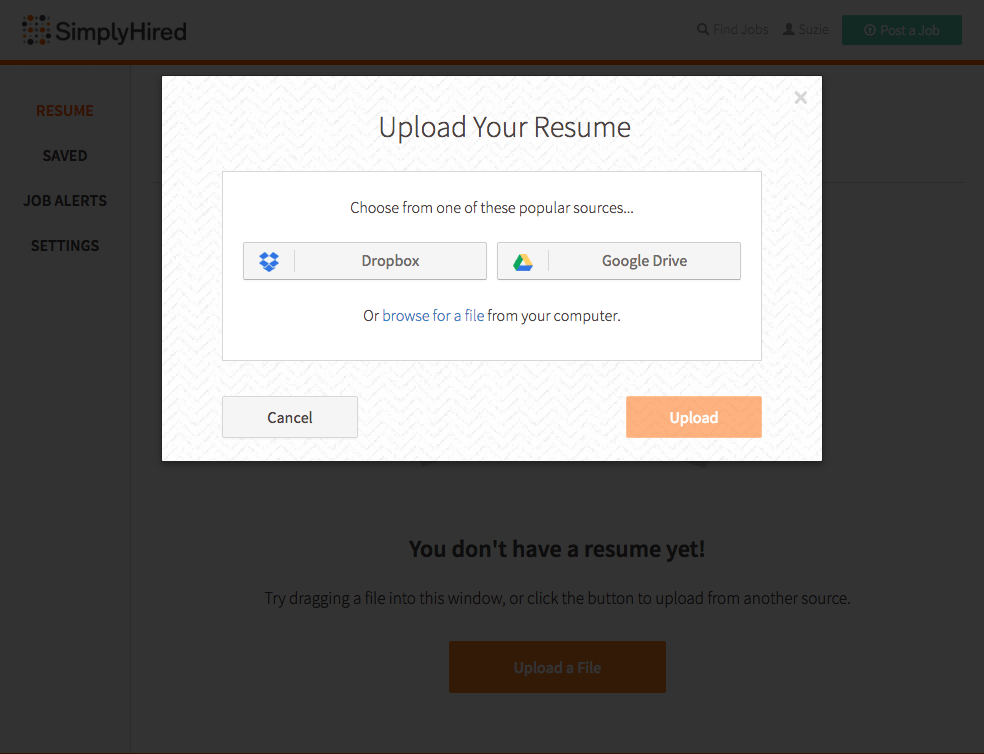 SimplyHired
Find Jobs
Suzie
Post a Job
RESUME
SAVED
JOB ALERTS
SETTINGS
×
Upload Your Resume
Choose from one of these popular sources...
Dropbox
Google Drive
Or browse for a file from your computer.
Cancel
Upload
You don't have a resume yet!
Try dragging a file into this window, or click the button to upload from another source.
Upload a File